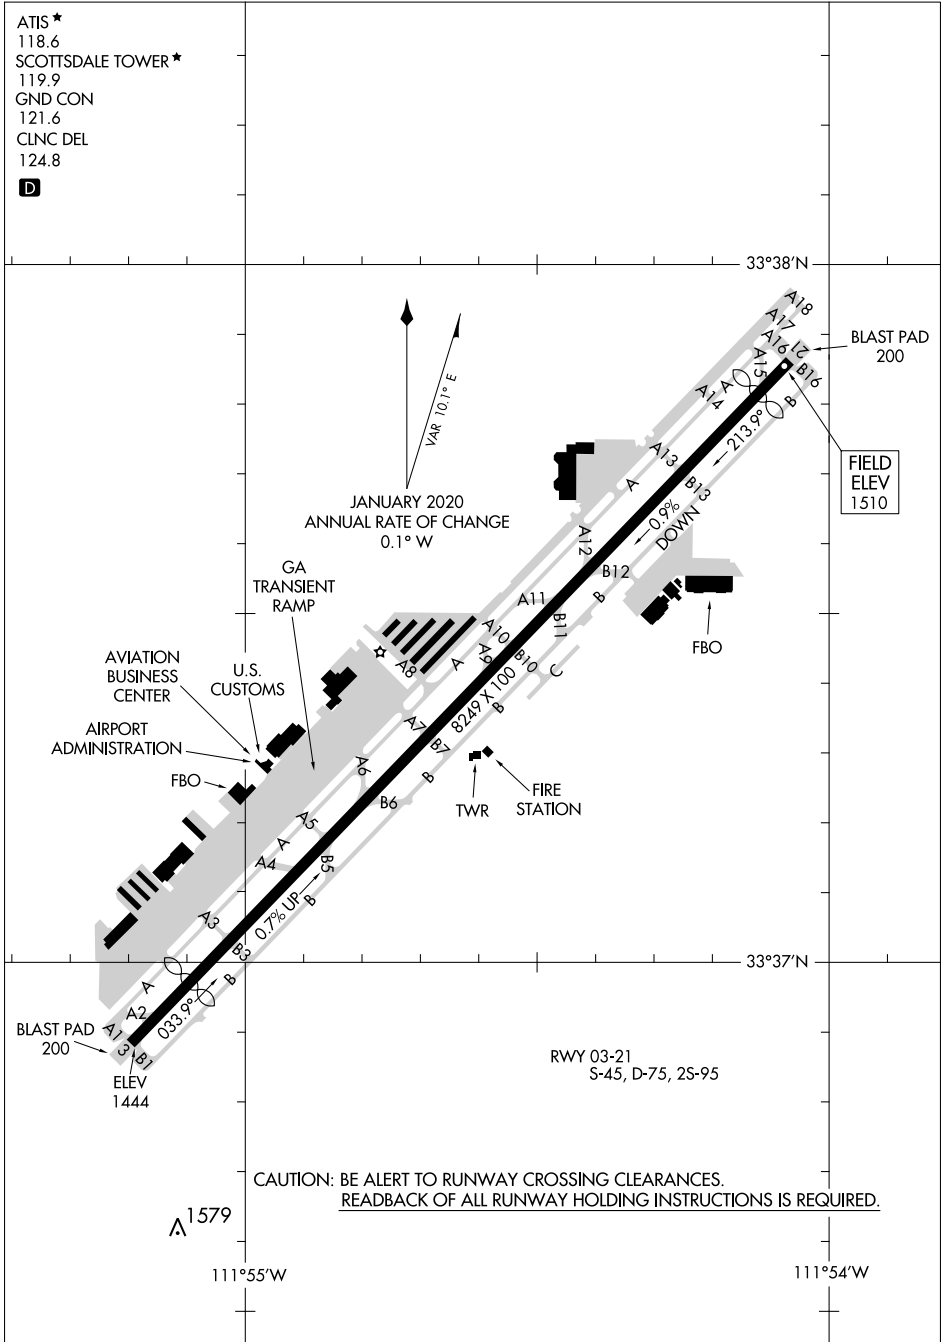 ATIS ★
118.6
SCOTTSDALE TOWER ★
119.9
GND CON
121.6
CLNC DEL
124.8
D
33°38'N
A18
A17
A16
21
BLAST PAD
200
A15
B16
A
A14
B
213.9°
VAR 10.1° E
FIELD
ELEV
1510
A13
A
B13
JANUARY 2020
ANNUAL RATE OF CHANGE
0.1° W
0.9%
DOWN
A12
B12
GA
TRANSIENT
RAMP
A11
B
B11
FBO
A10
A9
B10
C
A8
A
AVIATION
BUSINESS
CENTER
U.S.
CUSTOMS
8249 X 100
B
AIRPORT
ADMINISTRATION
A7
B7
A6
B
FBO
TWR
FIRE
STATION
B6
A5
A
A4
B5
B
0.7% UP
A3
B3
33°37'N
B
A
033.9°
A2
BLAST PAD
200
A1
3
B1
ELEV
1444
RWY 03-21
S-45, D-75, 2S-95
CAUTION: BE ALERT TO RUNWAY CROSSING CLEARANCES.
READBACK OF ALL RUNWAY HOLDING INSTRUCTIONS IS REQUIRED.
1579
111°55'W
111°54'W